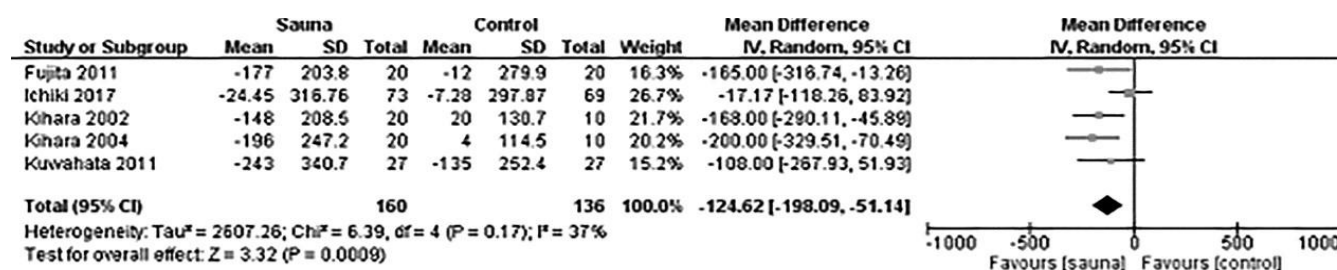 Sauna Control Mean Difference Mean Difference
Study or Subgroup Mean SD Total Mean SD Total Weight IV, Random, 95% CI IV, Random, 95% CI
Fujita 2011 -177 203.8 20 -12 279.9 20 16.3% -165.00 [-316.74, -13.26]
Ichiki 2017 -24.45 316.76 73 -7.28 297.87 69 26.7% -17.17 [-118.26, 83.92]
Kihara 2002 -148 208.5 20 20 130.7 10 21.7% -168.00 [-290.11, -45.89]
Kihara 2004 -196 247.2 20 4 114.5 10 20.2% -200.00 [-329.51, -70.49]
Kuwahata 2011 -243 340.7 27 -135 252.4 27 15.2% -108.00 [-267.93, 51.93]
Total (95% CI) 160 136 100.0% -124.62 [-198.09, -51.14]
Heterogeneity: Tau² = 2607.26; Chi² = 6.39, df = 4 (P = 0.17); I² = 37%
Test for overall effect: Z = 3.32 (P = 0.0009)
-1000 -500 0 500 1000
Favours [sauna] Favours [control]